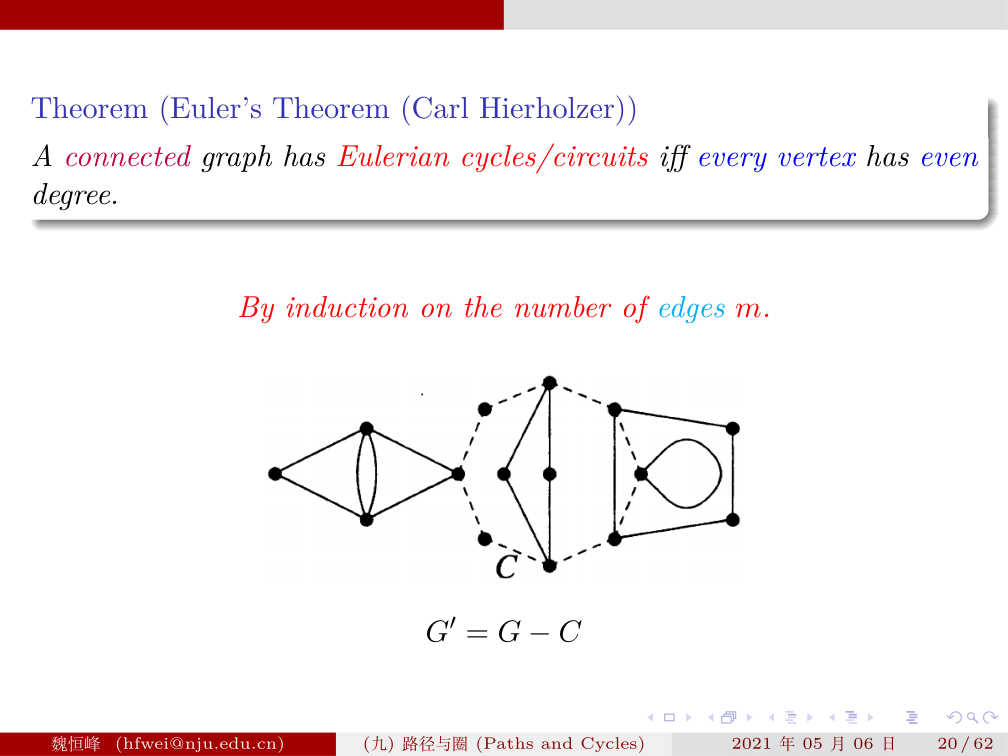 Theorem (Euler's Theorem (Carl Hierholzer))
A connected graph has Eulerian cycles/circuits iff every vertex has even
degree.
By induction on the number of edges m.
C
G′ = G − C
魏恒峰 (hfwei@nju.edu.cn)
(九) 路径与圈 (Paths and Cycles)
2021 年 05 月 06 日
20 / 62